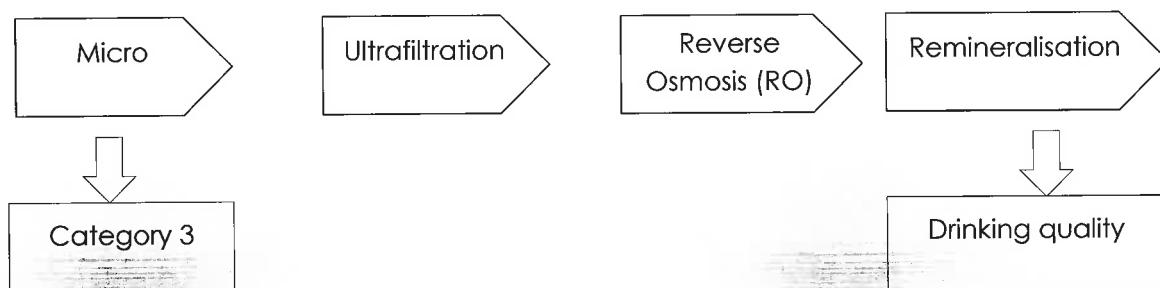 Micro
Ultrafiltration
Reverse
Osmosis (RO)
Remineralisation
Category 3
Drinking quality